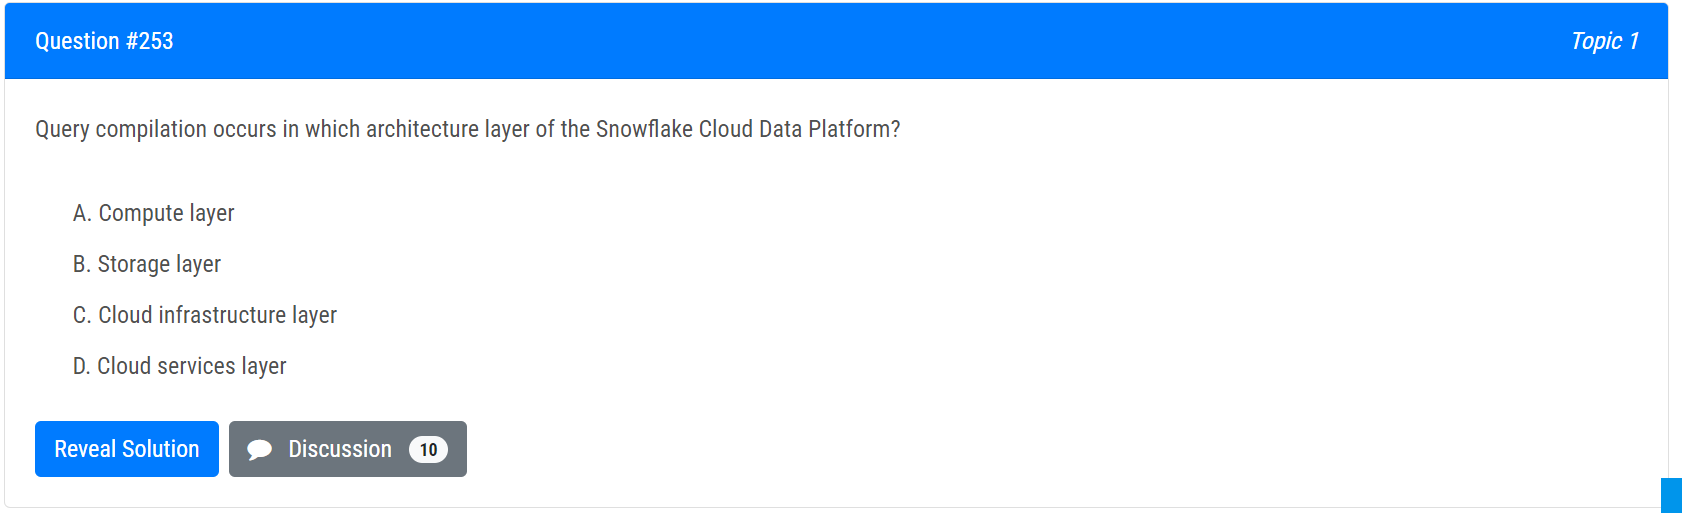 Question #253
Topic 1
Query compilation occurs in which architecture layer of the Snowflake Cloud Data Platform?
A. Compute layer
B. Storage layer
C. Cloud infrastructure layer
D. Cloud services layer
Reveal Solution
Discussion 10